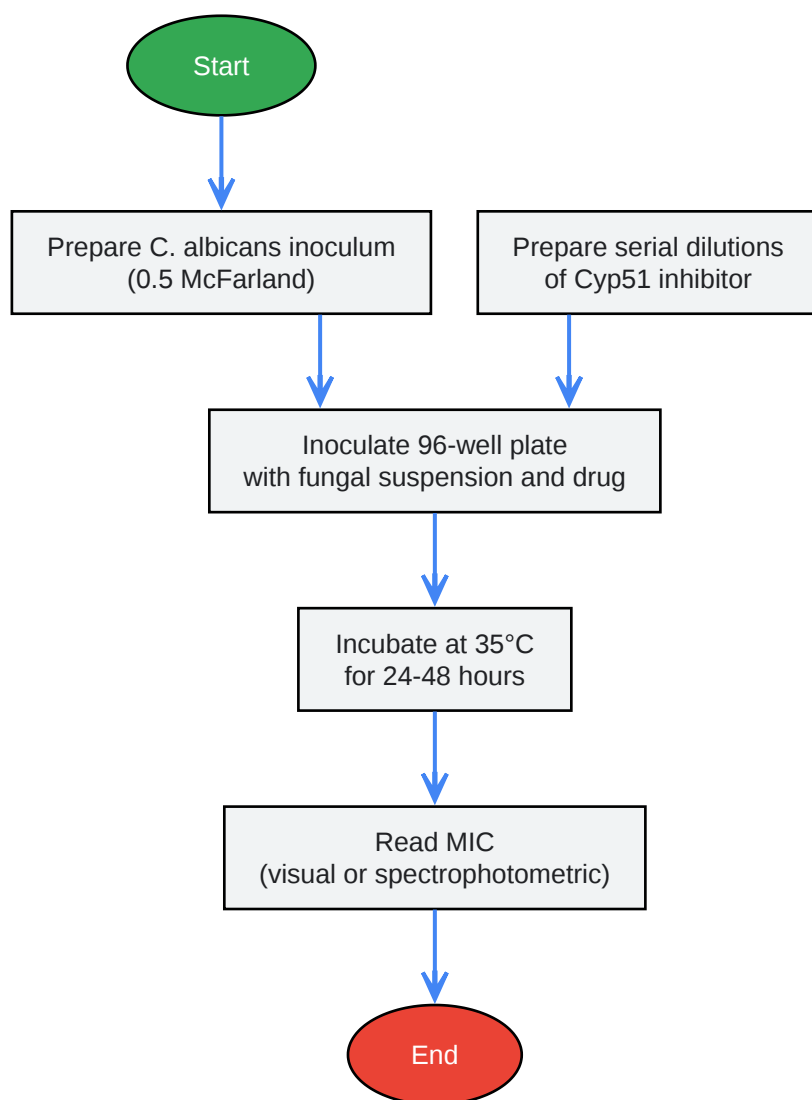 Start
Prepare C. albicans inoculum
(0.5 McFarland)
Prepare serial dilutions
of Cyp51 inhibitor
Inoculate 96-well plate
with fungal suspension and drug
Incubate at 35°C
for 24-48 hours
Read MIC
(visual or spectrophotometric)
End